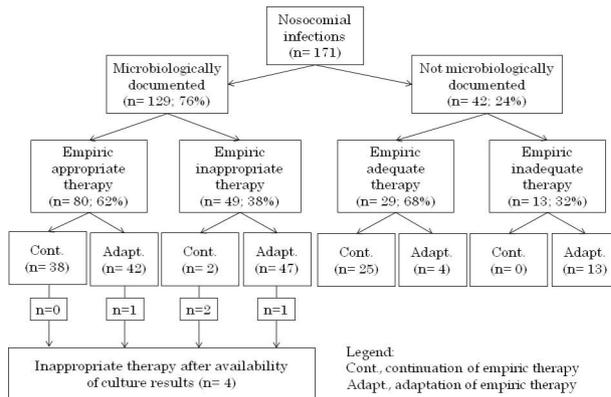 Nosocomial
infections
(n= 171)
Microbiologically
documented
(n= 129; 76%)
Not microbiologically
documented
(n= 42; 24%)
Empiric
appropriate
therapy
(n= 80; 62%)
Empiric
inappropriate
therapy
(n= 49; 38%)
Empiric
adequate
therapy
(n= 29; 68%)
Empiric
inadequate
therapy
(n= 13; 32%)
Cont.
(n= 38)
Adapt.
(n= 42)
Cont.
(n= 2)
Adapt.
(n= 47)
Cont.
(n= 25)
Adapt.
(n= 4)
Cont.
(n= 0)
Adapt.
(n= 13)
n=0
n=1
n=2
n=1
Inappropriate therapy after availability
of culture results (n= 4)
Legend:
Cont., continuation of empiric therapy
Adapt., adaptation of empiric therapy